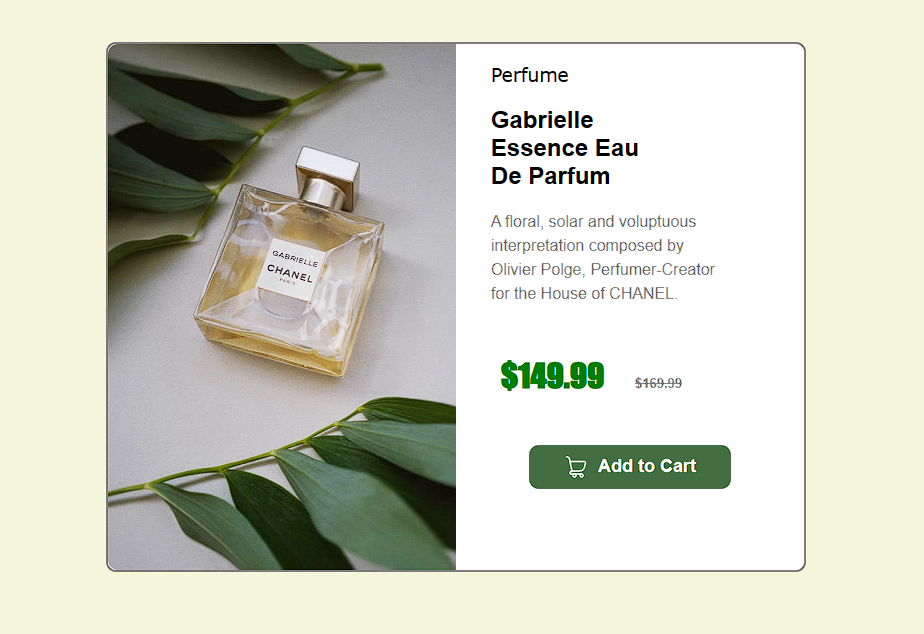 Perfume
Gabrielle
Essence Eau
De Parfum
A floral, solar and voluptuous
interpretation composed by
Olivier Polge, Perfumer-Creator
for the House of CHANEL.
$149.99 $169.99
Add to Cart
GABRIELLE
CHANEL
PARIS